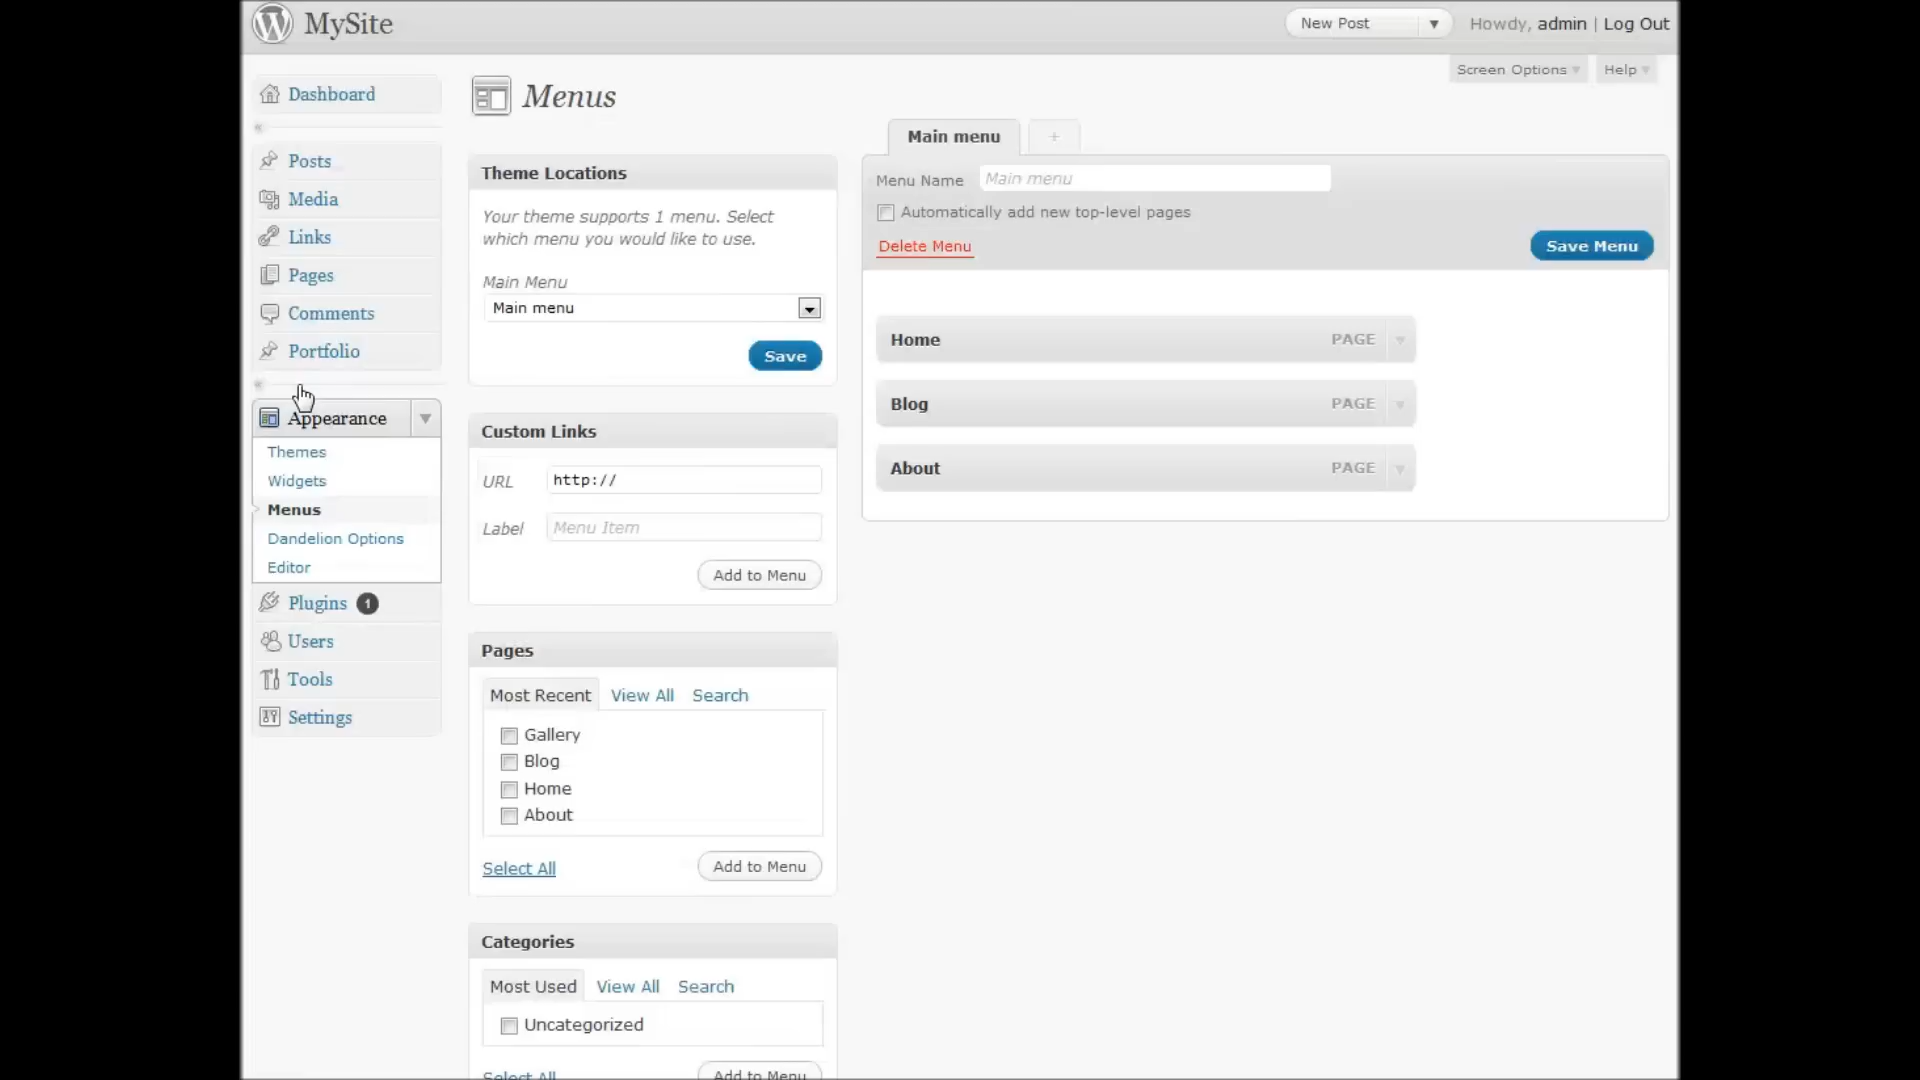 MySite
New Post
Howdy, admin | Log Out
Screen Options
Help
Dashboard
Posts
Media
Links
Pages
Comments
Portfolio
Appearance
Themes
Widgets
Menus
Dandelion Options
Editor
Plugins 1
Users
Tools
Settings
Menus
Theme Locations
Your theme supports 1 menu. Select
which menu you would like to use.
Main Menu
Main menu
Save
Custom Links
URL http://
Label Menu Item
Add to Menu
Pages
Most Recent View All Search
Gallery
Blog
Home
About
Select All Add to Menu
Categories
Most Used View All Search
Uncategorized
Select All Add to Menu
Main menu +
Menu Name Main menu
Automatically add new top-level pages
Delete Menu Save Menu
Home PAGE
Blog PAGE
About PAGE